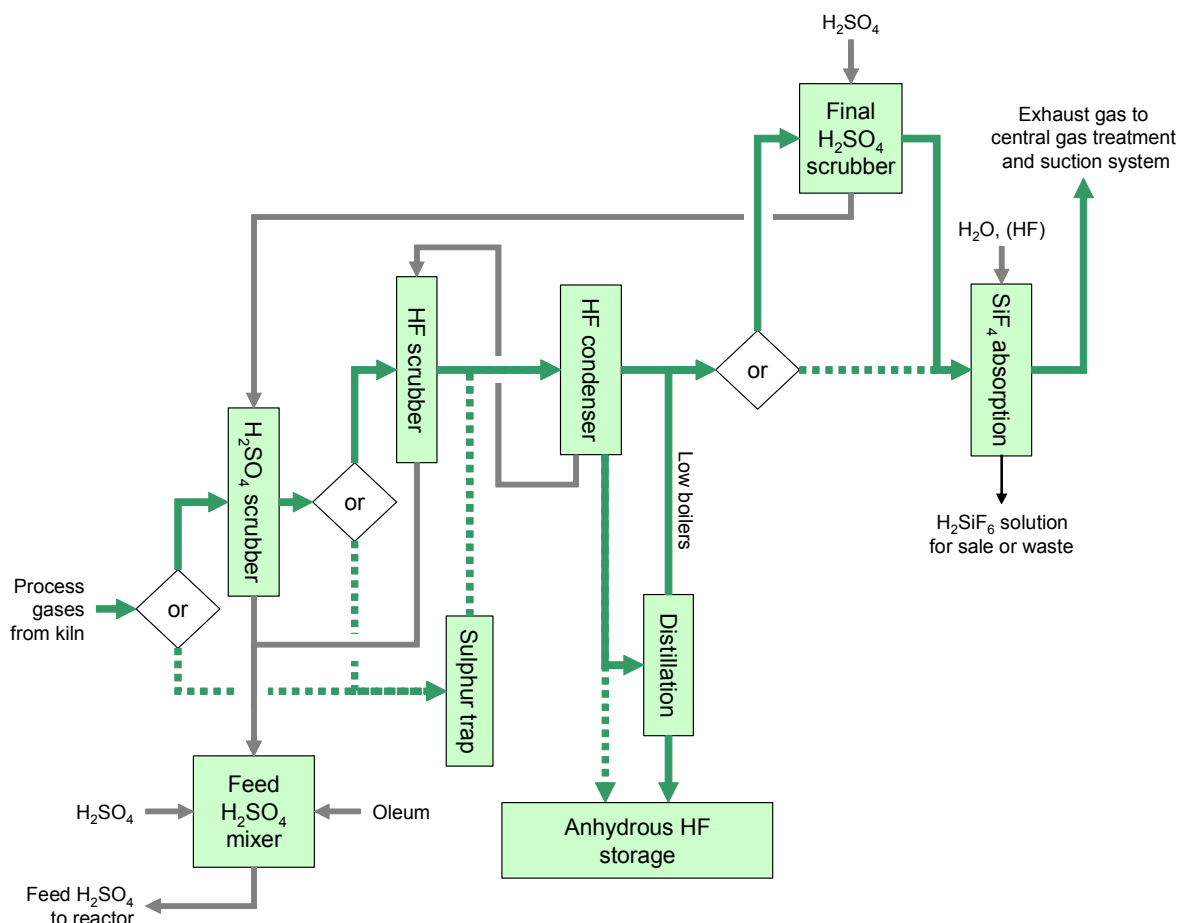 H₂SO₄
Final
H₂SO₄
scrubber
Exhaust gas to
central gas treatment
and suction system
H₂O, (HF)
SiF₄ absorption
HF scrubber
HF condenser
or
H₂SO₄ scrubber
or
Low boilers
H₂SiF₆ solution
for sale or waste
Process
gases
from kiln
or
Sulphur trap
Distillation
Feed
H₂SO₄
mixer
H₂SO₄
Oleum
Anhydrous HF
storage
Feed H₂SO₄
to reactor